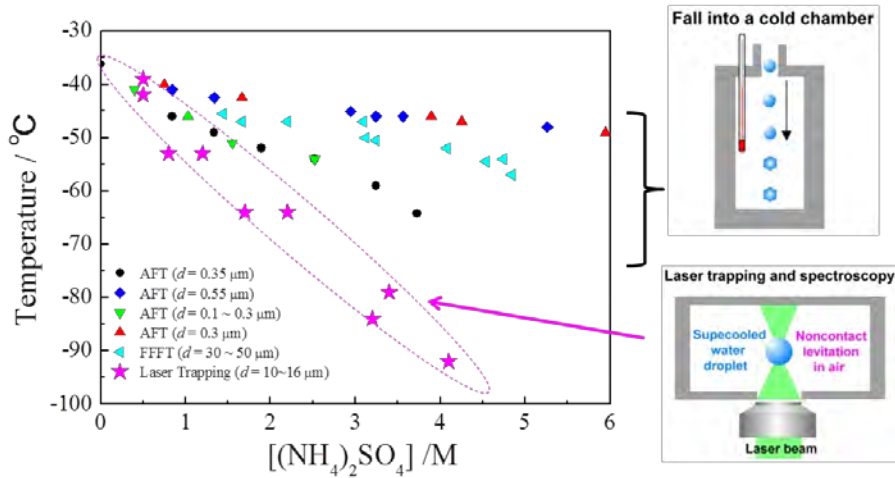 -30
-40
-50
-60
-70
-80
-90
-100
Temperature / °C
0
1
2
3
4
5
6
[(NH4)2SO4] /M
AFT (d = 0.35 μm)
AFT (d = 0.55 μm)
AFT (d = 0.1 ~ 0.3 μm)
AFT (d = 0.3 μm)
FFFT (d = 30 ~ 50 μm)
Laser Trapping (d = 10~16 μm)
Fall into a cold chamber
Laser trapping and spectroscopy
Supecooled
water
droplet
Noncontact
levitation
in air
Laser beam